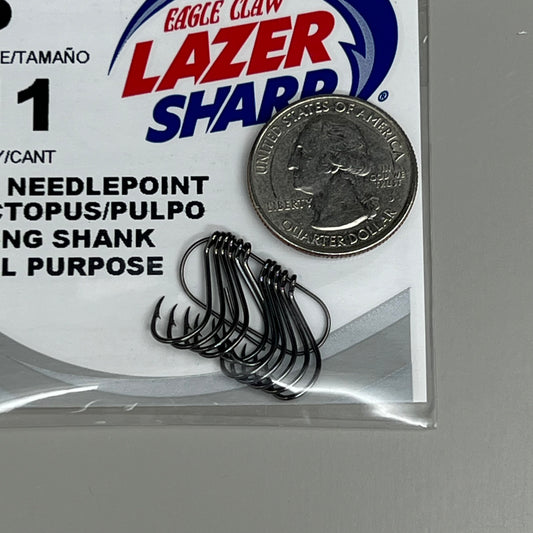 EAGLE CLAW
LAZER
SHARP®
E/TAMAÑO
1
Y/CANT
NEEDLEPOINT
CTOPUS/PULPO
NG SHANK
L PURPOSE
UNITED STATES OF AMERICA
LIBERTY
IN
GOD WE
TRUST
QUARTER DOLLAR